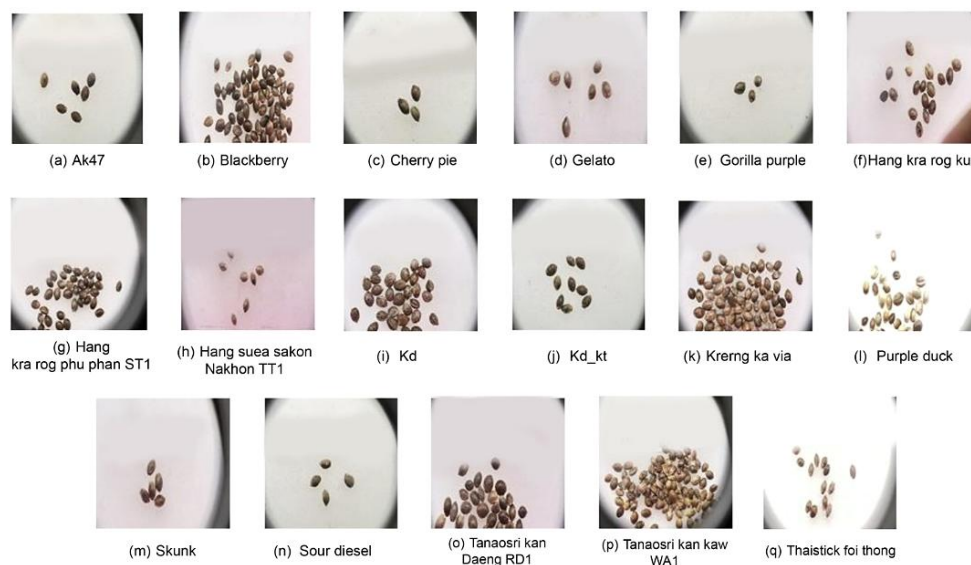 (a) Ak47
(b) Blackberry
(c) Cherry pie
(d) Gelato
(e) Gorilla purple
(f)Hang kra rog ku
(g) Hang
kra rog phu phan ST1
(h) Hang suea sakon
Nakhon TT1
(i) Kd
(j) Kd_kt
(k) Krerng ka via
(l) Purple duck
(m) Skunk
(n) Sour diesel
(o) Tanaosri kan
Daeng RD1
(p) Tanaosri kan kaw
WA1
(q) Thaistick foi thong